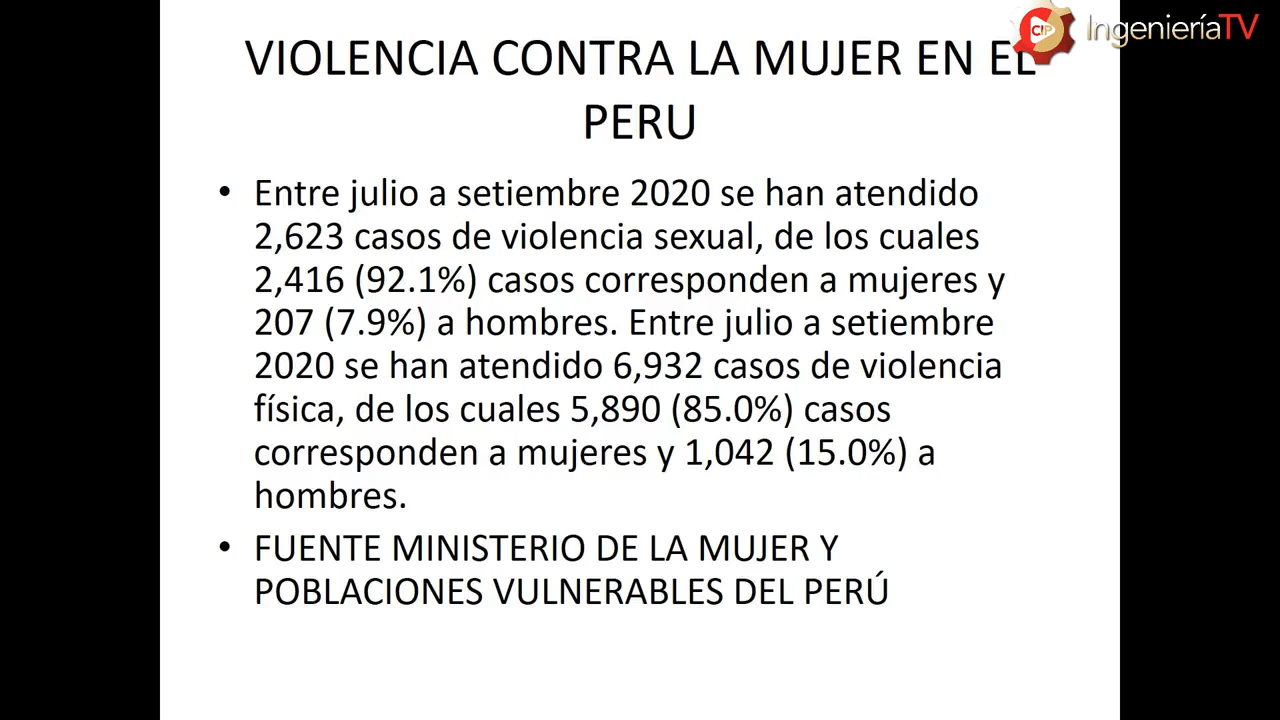 CIP IngenieríaTV
VIOLENCIA CONTRA LA MUJER EN EL
PERU
• Entre julio a setiembre 2020 se han atendido
2,623 casos de violencia sexual, de los cuales
2,416 (92.1%) casos corresponden a mujeres y
207 (7.9%) a hombres. Entre julio a setiembre
2020 se han atendido 6,932 casos de violencia
física, de los cuales 5,890 (85.0%) casos
corresponden a mujeres y 1,042 (15.0%) a
hombres.
• FUENTE MINISTERIO DE LA MUJER Y
POBLACIONES VULNERABLES DEL PERÚ